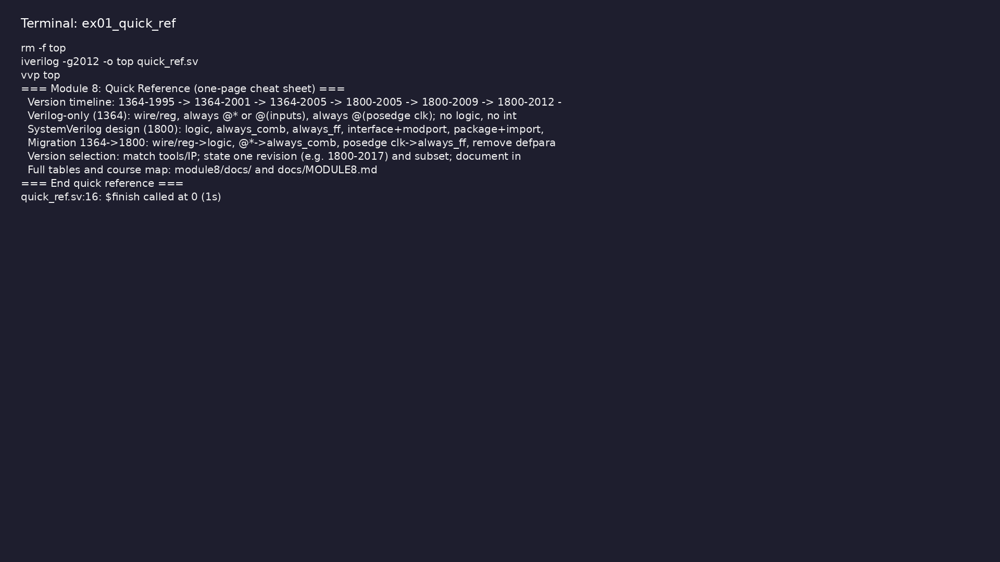 Terminal: ex01_quick_ref
rm -f top
iverilog -g2012 -o top quick_ref.sv
vvp top
=== Module 8: Quick Reference (one-page cheat sheet) ===
Version timeline: 1364-1995 -> 1364-2001 -> 1364-2005 -> 1800-2005 -> 1800-2009 -> 1800-2012 -
Verilog-only (1364): wire/reg, always @* or @(inputs), always @(posedge clk); no logic, no int
SystemVerilog design (1800): logic, always_comb, always_ff, interface+modport, package+import,
Migration 1364->1800: wire/reg->logic, @*->always_comb, posedge clk->always_ff, remove defpara
Version selection: match tools/IP; state one revision (e.g. 1800-2017) and subset; document in
Full tables and course map: module8/docs/ and docs/MODULE8.md
=== End quick reference ===
quick_ref.sv:16: $finish called at 0 (1s)